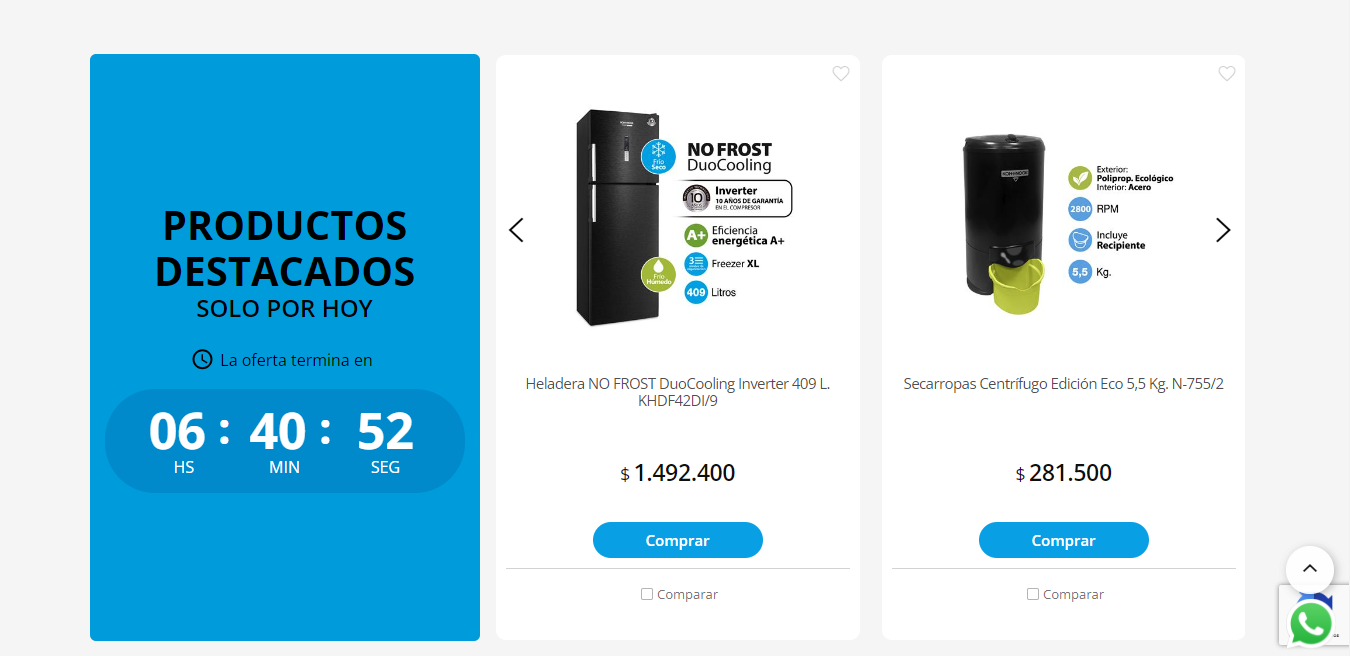 PRODUCTOS
DESTACADOS
SOLO POR HOY
La oferta termina en
06 : 40 : 52
HS MIN SEG
Frío
Seco
NO FROST
DuoCooling
10
Inverter
10 AÑOS DE GARANTÍA
EN EL COMPRESOR
A+ Eficiencia
energética A+
3 Freezer XL
Frío
Húmedo
409 Litros
Heladera NO FROST DuoCooling Inverter 409 L.
KHDF42DI/9
$ 1.492.400
Comprar
Comparar
KOH-I-NOOR
Exterior:
Poliprop. Ecológico
Interior: Acero
2800 RPM
Incluye
Recipiente
5,5 Kg.
Secarropas Centrífugo Edición Eco 5,5 Kg. N-755/2
$ 281.500
Comprar
Comparar